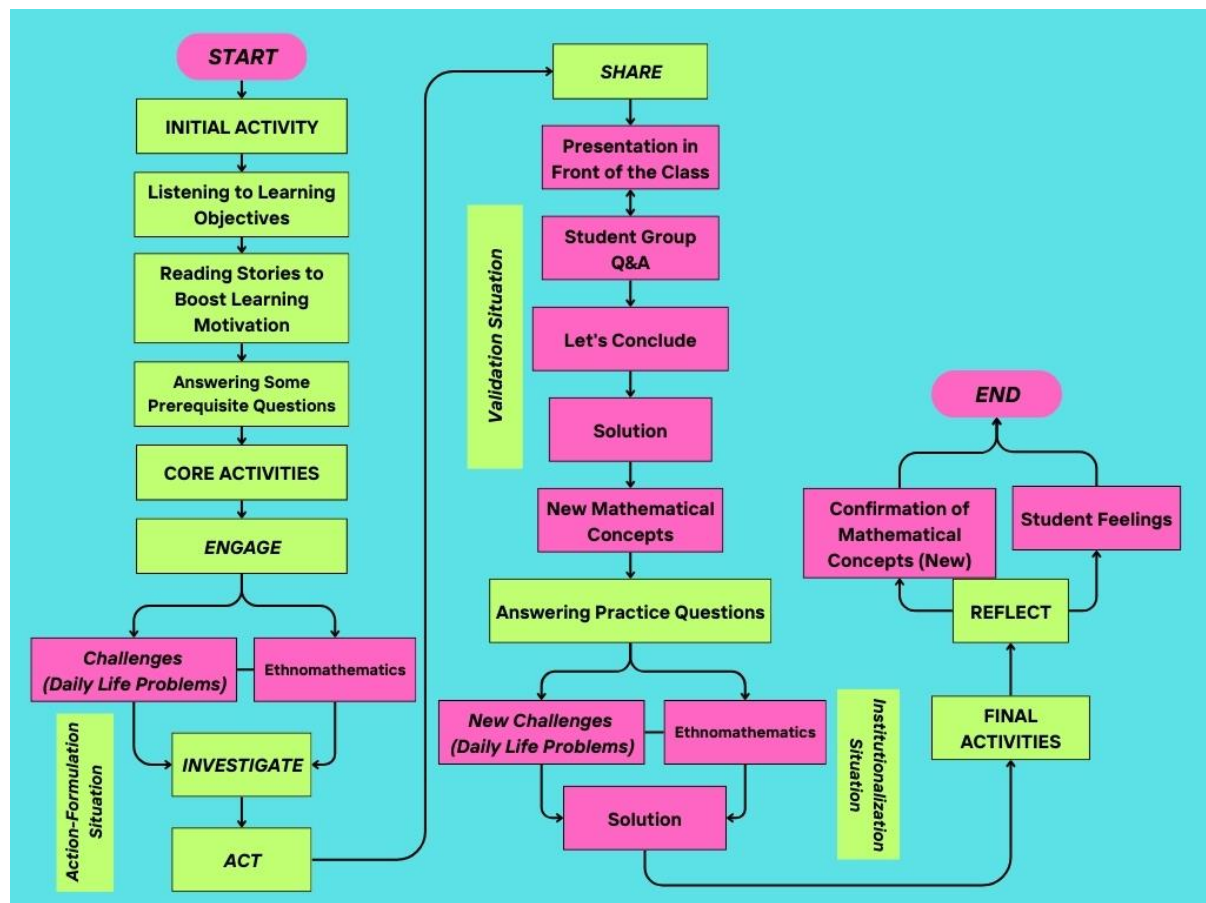 START
INITIAL ACTIVITY
Listening to Learning
Objectives
Reading Stories to
Boost Learning
Motivation
Answering Some
Prerequisite Questions
CORE ACTIVITIES
ENGAGE
Challenges
(Daily Life Problems)
Ethnomathematics
Action-Formulation
Situation
INVESTIGATE
ACT
SHARE
Presentation in
Front of the Class
Student Group
Q&A
Validation Situation
Let's Conclude
Solution
New Mathematical
Concepts
Answering Practice Questions
New Challenges
(Daily Life Problems)
Ethnomathematics
Solution
Institutionalization
Situation
FINAL
ACTIVITIES
REFLECT
Confirmation of
Mathematical
Concepts (New)
Student Feelings
END